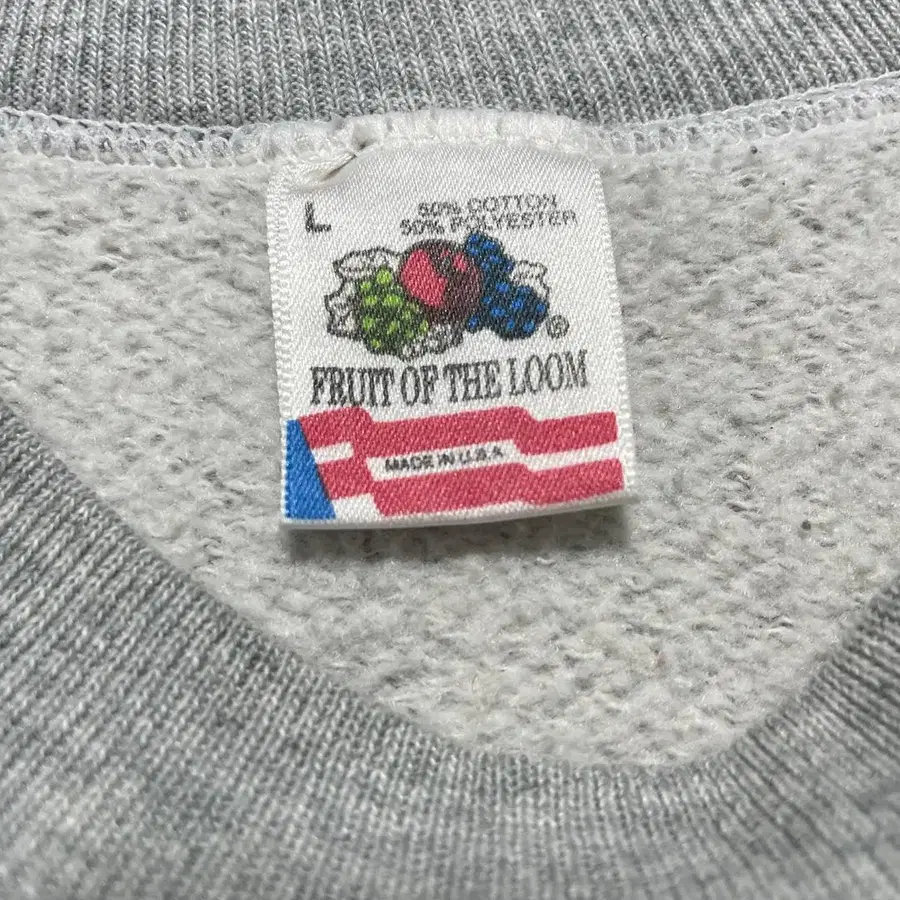 L
50% COTTON
50% POLYESTER
®
FRUIT OF THE LOOM
MADE IN U.S.A.